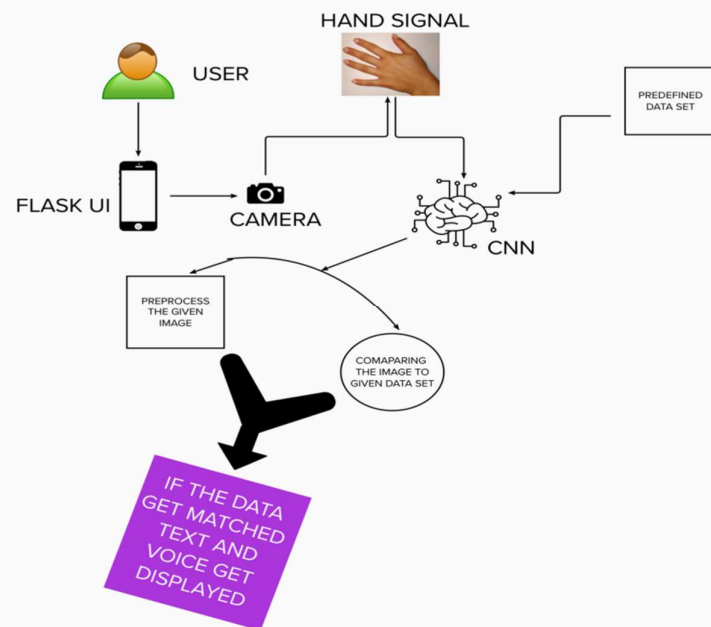 HAND SIGNAL
USER
PREDEFINED
DATA SET
FLASK UI
CAMERA
CNN
PREPROCESS
THE GIVEN
IMAGE
COMAPARING
THE IMAGE TO
GIVEN DATA SET
IF THE DATA
GET MATCHED
TEXT AND
VOICE GET
DISPLAYED